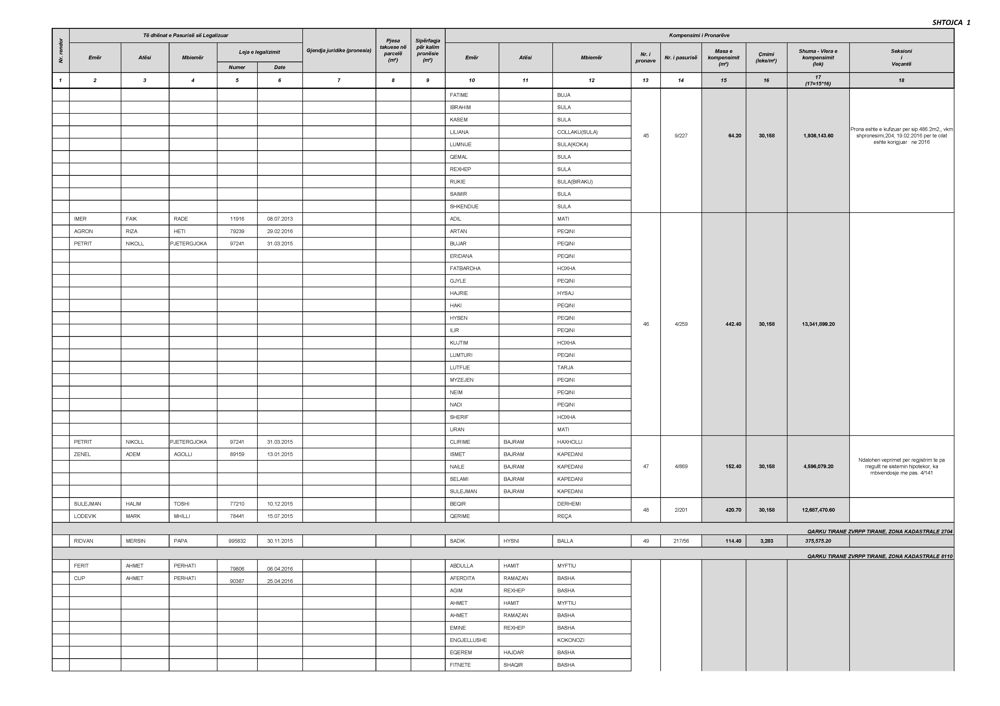 SHTOJCA 1
Nr. rendor
Të dhënat e Pasurisë së Legalizuar
Gjendja juridike (pronesia)
Pjesa takuese në parcelë (m²)
Sipërfaqja për kalim pronësie (m²)
Kompensimi i Pronarëve
Emër Atësi Mbiemër Leja e legalizimit
Numer Date
Emër Atësi Mbiemër Nr. i pronave Nr. i pasurisë Masa e kompensimit (m²) Çmimi (leke/m²) Shuma - Vlera e kompensimit (lek) Seksioni i Veçantë
1 2 3 4 5 6 7 8 9 10 11 12 13 14 15 16 17 (17=15*16) 18
FATIME BUJA
IBRAHIM SULA
KASEM SULA
LILIANA COLLAKU(SULA)
45 9/227 64.20 30,158 1,936,143.60 Prona eshte e kufizuar per sip.486.2m2,, vkm shpronesimi,204, 19.02.2016 per te cilat eshte korigjuar ne 2016
LUMNIJE SULA(KOKA)
QEMAL SULA
REXHEP SULA
RUKIE SULA(BIRAKU)
SAIMIR SULA
SHKENDIJE SULA
IMER FAIK RADE 11916 08.07.2013 ADIL MATI
AGRON RIZA HETI 79239 29.02.2016 ARTAN PEQINI
PETRIT NIKOLL PJETERGJOKA 97241 31.03.2015 BUJAR PEQINI
ERIDANA PEQINI
FATBARDHA HOXHA
GJYLE PEQINI
HAJRIE HYSAJ
HAKI PEQINI
HYSEN PEQINI
46 4/259 442.40 30,158 13,341,899.20
ILIR PEQINI
KUJTIM HOXHA
LUMTURI PEQINI
LUTFIJE TARJA
MYZEJEN PEQINI
NEIM PEQINI
NADI PEQINI
SHERIF HOXHA
URAN MATI
PETRIT NIKOLL PJETERGJOKA 97241 31.03.2015 CLIRIME BAJRAM HAXHOLLI
ZENEL ADEM AGOLLI 89159 13.01.2015 ISMET BAJRAM KAPEDANI
NAILE BAJRAM KAPEDANI 47 4/869 152.40 30,158 4,596,079.20 Ndalohen veprimet per regjistrim te pa rregullt ne sistemin hipotekor, ka mbivendosje me pas. 4/141
SELAMI BAJRAM KAPEDANI
SULEJMAN BAJRAM KAPEDANI
SULEJMAN HALIM TOSHI 77210 10.12.2015 BEQIR DERHEMI
48 2/201 420.70 30,158 12,687,470.60
LODEVIK MARK MHILLI 78441 15.07.2015 QERIME REÇA
QARKU TIRANE ZVRPP TIRANE, ZONA KADASTRALE 2704
RIDVAN MERSIN PAPA 995832 30.11.2015 SADIK HYSNI BALLA 49 217/56 114.40 3,283 375,575.20
QARKU TIRANE ZVRPP TIRANE, ZONA KADASTRALE 8110
FERIT AHMET PERHATI 79806 06.04.2016 ABDULLA HAMIT MYFTIU
CUP AHMET PERHATI 90387 25.04.2016 AFERDITA RAMAZAN BASHA
AGIM REXHEP BASHA
AHMET HAMIT MYFTIU
AHMET RAMAZAN BASHA
EMINE REXHEP BASHA
ENGJELLUSHE KOKONOZI
EQEREM HAJDAR BASHA
FITNETE SHAQIR BASHA